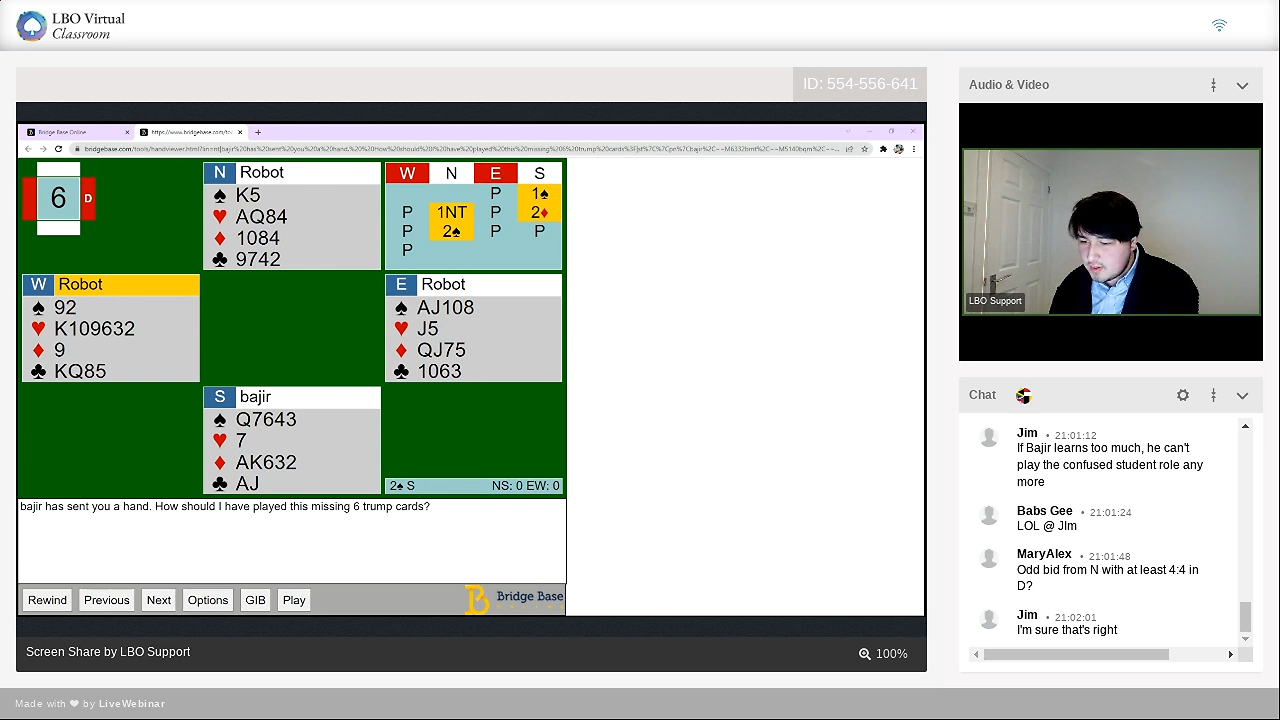 LBO Virtual
Classroom
ID: 554-556-641
Audio & Video
Bridge Base Online
https://www.bridgebase.com/too
6
D
N Robot
♠ K5
♥ AQ84
♦ 1084
♣ 9742
W N E S
P 1♠
P 1NT P 2♦
P 2♠ P P
P
W Robot
♠ 92
♥ K109632
♦ 9
♣ KQ85
E Robot
♠ AJ108
♥ J5
♦ QJ75
♣ 1063
S bajir
♠ Q7643
♥ 7
♦ AK632
♣ AJ
2♠ S NS: 0 EW: 0
bajir has sent you a hand. How should I have played this missing 6 trump cards?
Rewind Previous Next Options GIB Play
Bridge Base
Screen Share by LBO Support
100%
LBO Support
Chat
Jim • 21:01:12
If Bajir learns too much, he can't
play the confused student role any
more
Babs Gee • 21:01:24
LOL @ JIm
MaryAlex • 21:01:48
Odd bid from N with at least 4:4 in
D?
Jim • 21:02:01
I'm sure that's right
Made with ❤ by LiveWebinar